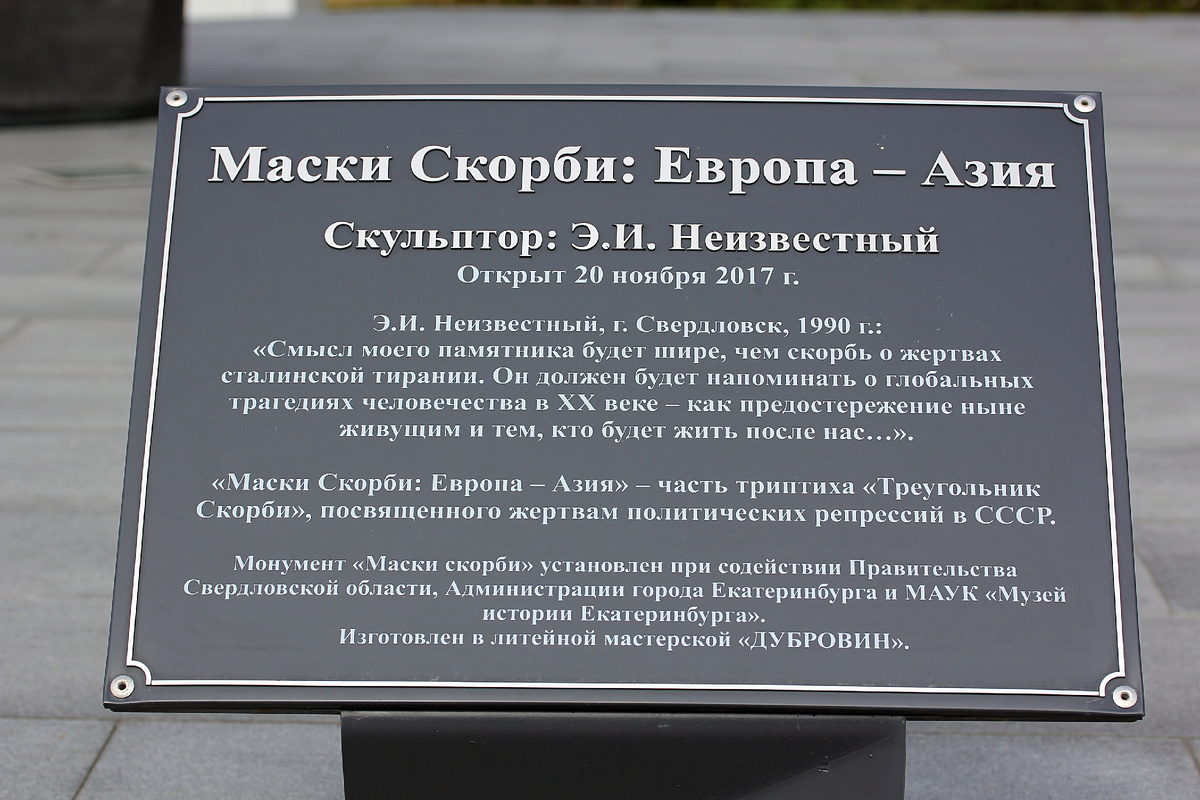 Маски Скорби: Европа – Азия
Скульптор: Э.И. Неизвестный
Открыт 20 ноября 2017 г.
Э.И. Неизвестный, г. Свердловск, 1990 г.:
«Смысл моего памятника будет шире, чем скорбь о жертвах
сталинской тирании. Он должен будет напоминать о глобальных
трагедиях человечества в XX веке – как предостережение ныне
живущим и тем, кто будет жить после нас...».
«Маски Скорби: Европа – Азия» – часть триптиха «Треугольник
Скорби», посвященного жертвам политических репрессий в СССР.
Монумент «Маски скорби» установлен при содействии Правительства
Свердловской области, Администрации города Екатеринбурга и МАУК «Музей
истории Екатеринбурга».
Изготовлен в литейной мастерской «ДУБРОВИН».